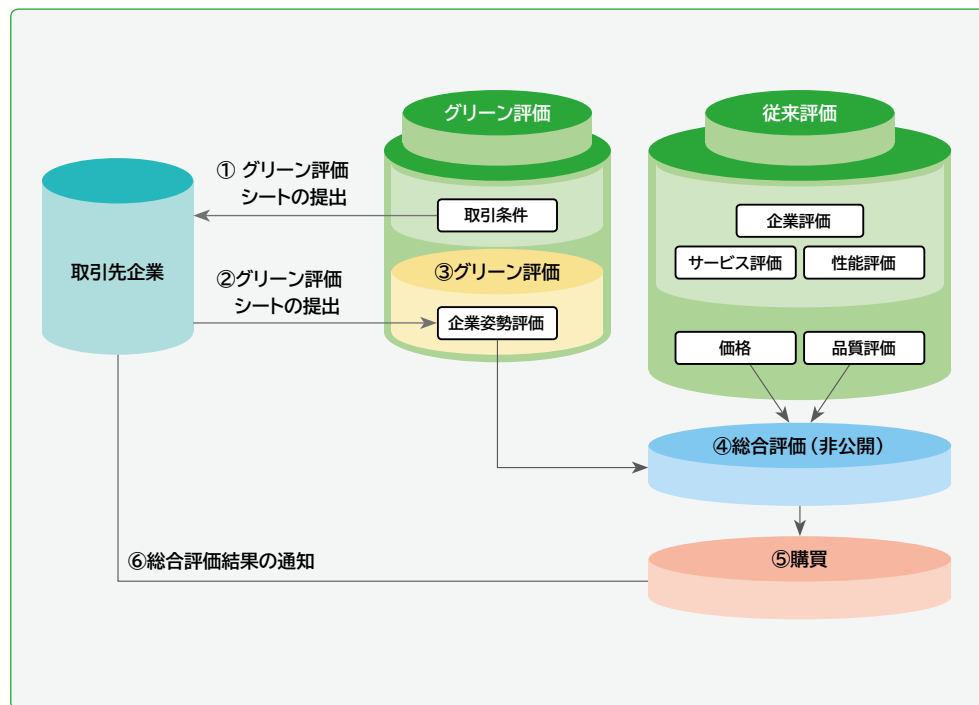 グリーン評価
従来評価
① グリーン評価
シートの提出
取引条件
企業評価
サービス評価
性能評価
取引先企業
②グリーン評価
シートの提出
③グリーン評価
企業姿勢評価
価格
品質評価
④総合評価（非公開）
⑥総合評価結果の通知
⑤購買